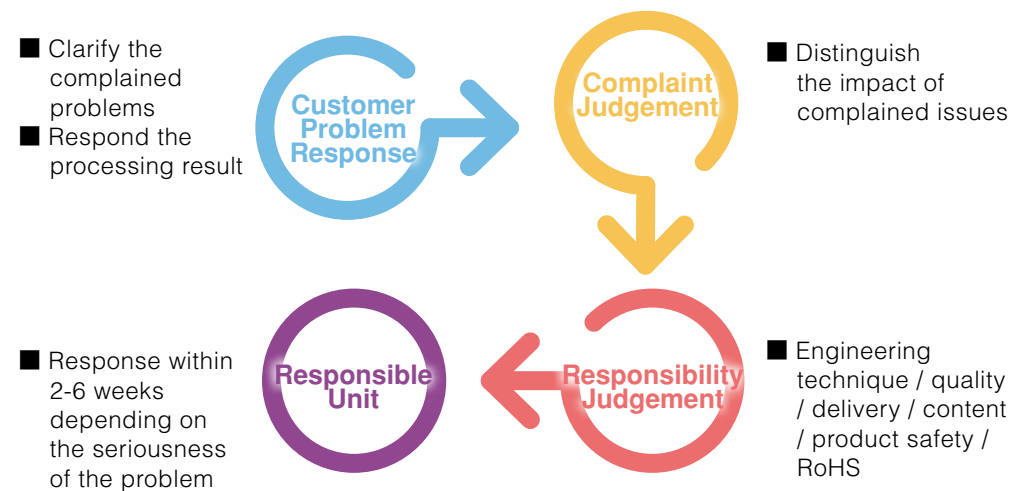 ■ Clarify the
complained
problems
■ Respond the
processing result
Customer
Problem
Response
Complaint
Judgement
■ Distinguish
the impact of
complained issues
■ Response within
2-6 weeks
depending on
the seriousness
of the problem
Responsible
Unit
Responsibility
Judgement
■ Engineering
technique / quality
/ delivery / content
/ product safety /
RoHS